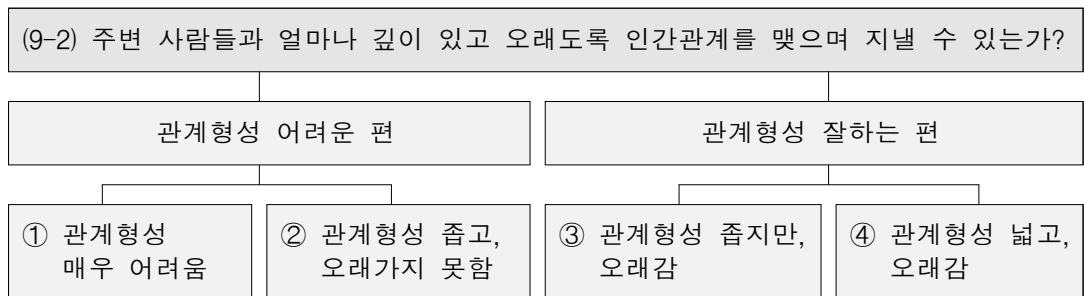 (9-2) 주변 사람들과 얼마나 깊이 있고 오래도록 인간관계를 맺으며 지낼 수 있는가?
관계형성 어려운 편
관계형성 잘하는 편
① 관계형성
매우 어려움
② 관계형성 좁고,
오래가지 못함
③ 관계형성 좁지만,
오래감
④ 관계형성 넓고,
오래감